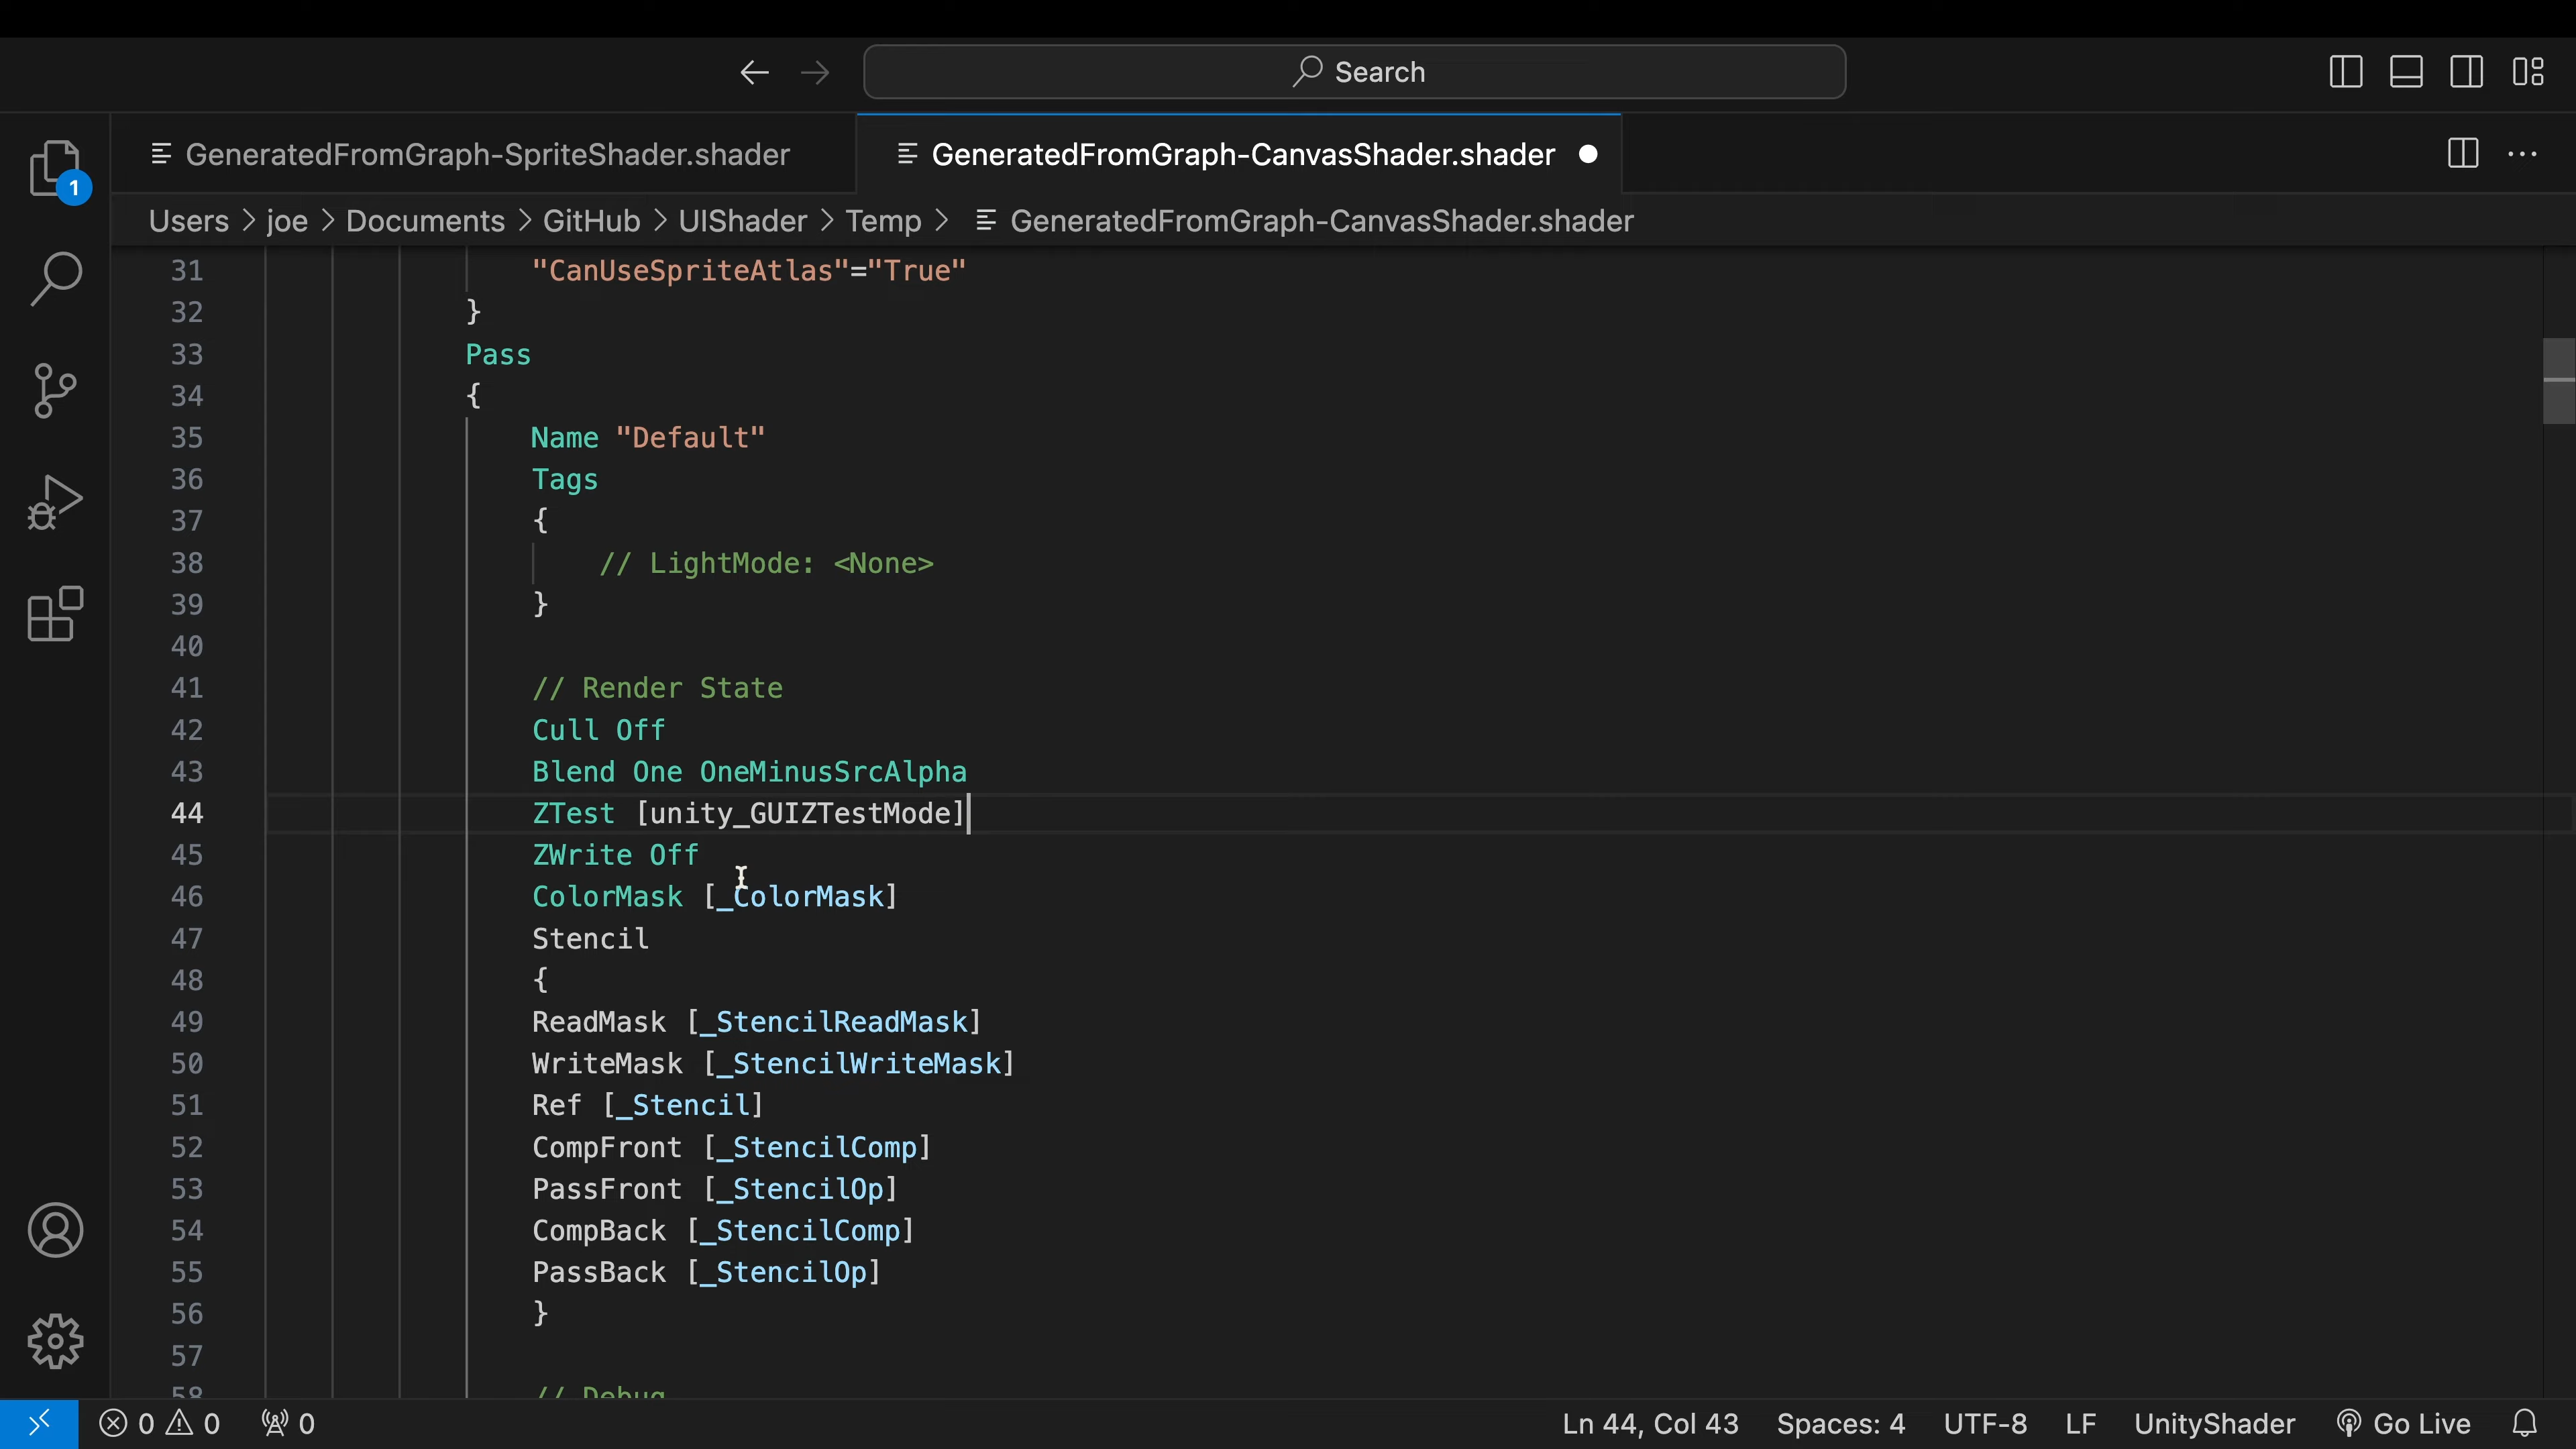 Search
GeneratedFromGraph-SpriteShader.shader
GeneratedFromGraph-CanvasShader.shader
1
Users > joe > Documents > GitHub > UIShader > Temp > GeneratedFromGraph-CanvasShader.shader
31 "CanUseSpriteAtlas"="True"
32 }
33 Pass
34 {
35 Name "Default"
36 Tags
37 {
38 // LightMode: <None>
39 }
40
41 // Render State
42 Cull Off
43 Blend One OneMinusSrcAlpha
44 ZTest [unity_GUIZTestMode]
45 ZWrite Off
46 ColorMask [_ColorMask]
47 Stencil
48 {
49 ReadMask [_StencilReadMask]
50 WriteMask [_StencilWriteMask]
51 Ref [_Stencil]
52 CompFront [_StencilComp]
53 PassFront [_StencilOp]
54 CompBack [_StencilComp]
55 PassBack [_StencilOp]
56 }
57
58 // Debug
0 0 0 Ln 44, Col 43 Spaces: 4 UTF-8 LF UnityShader Go Live